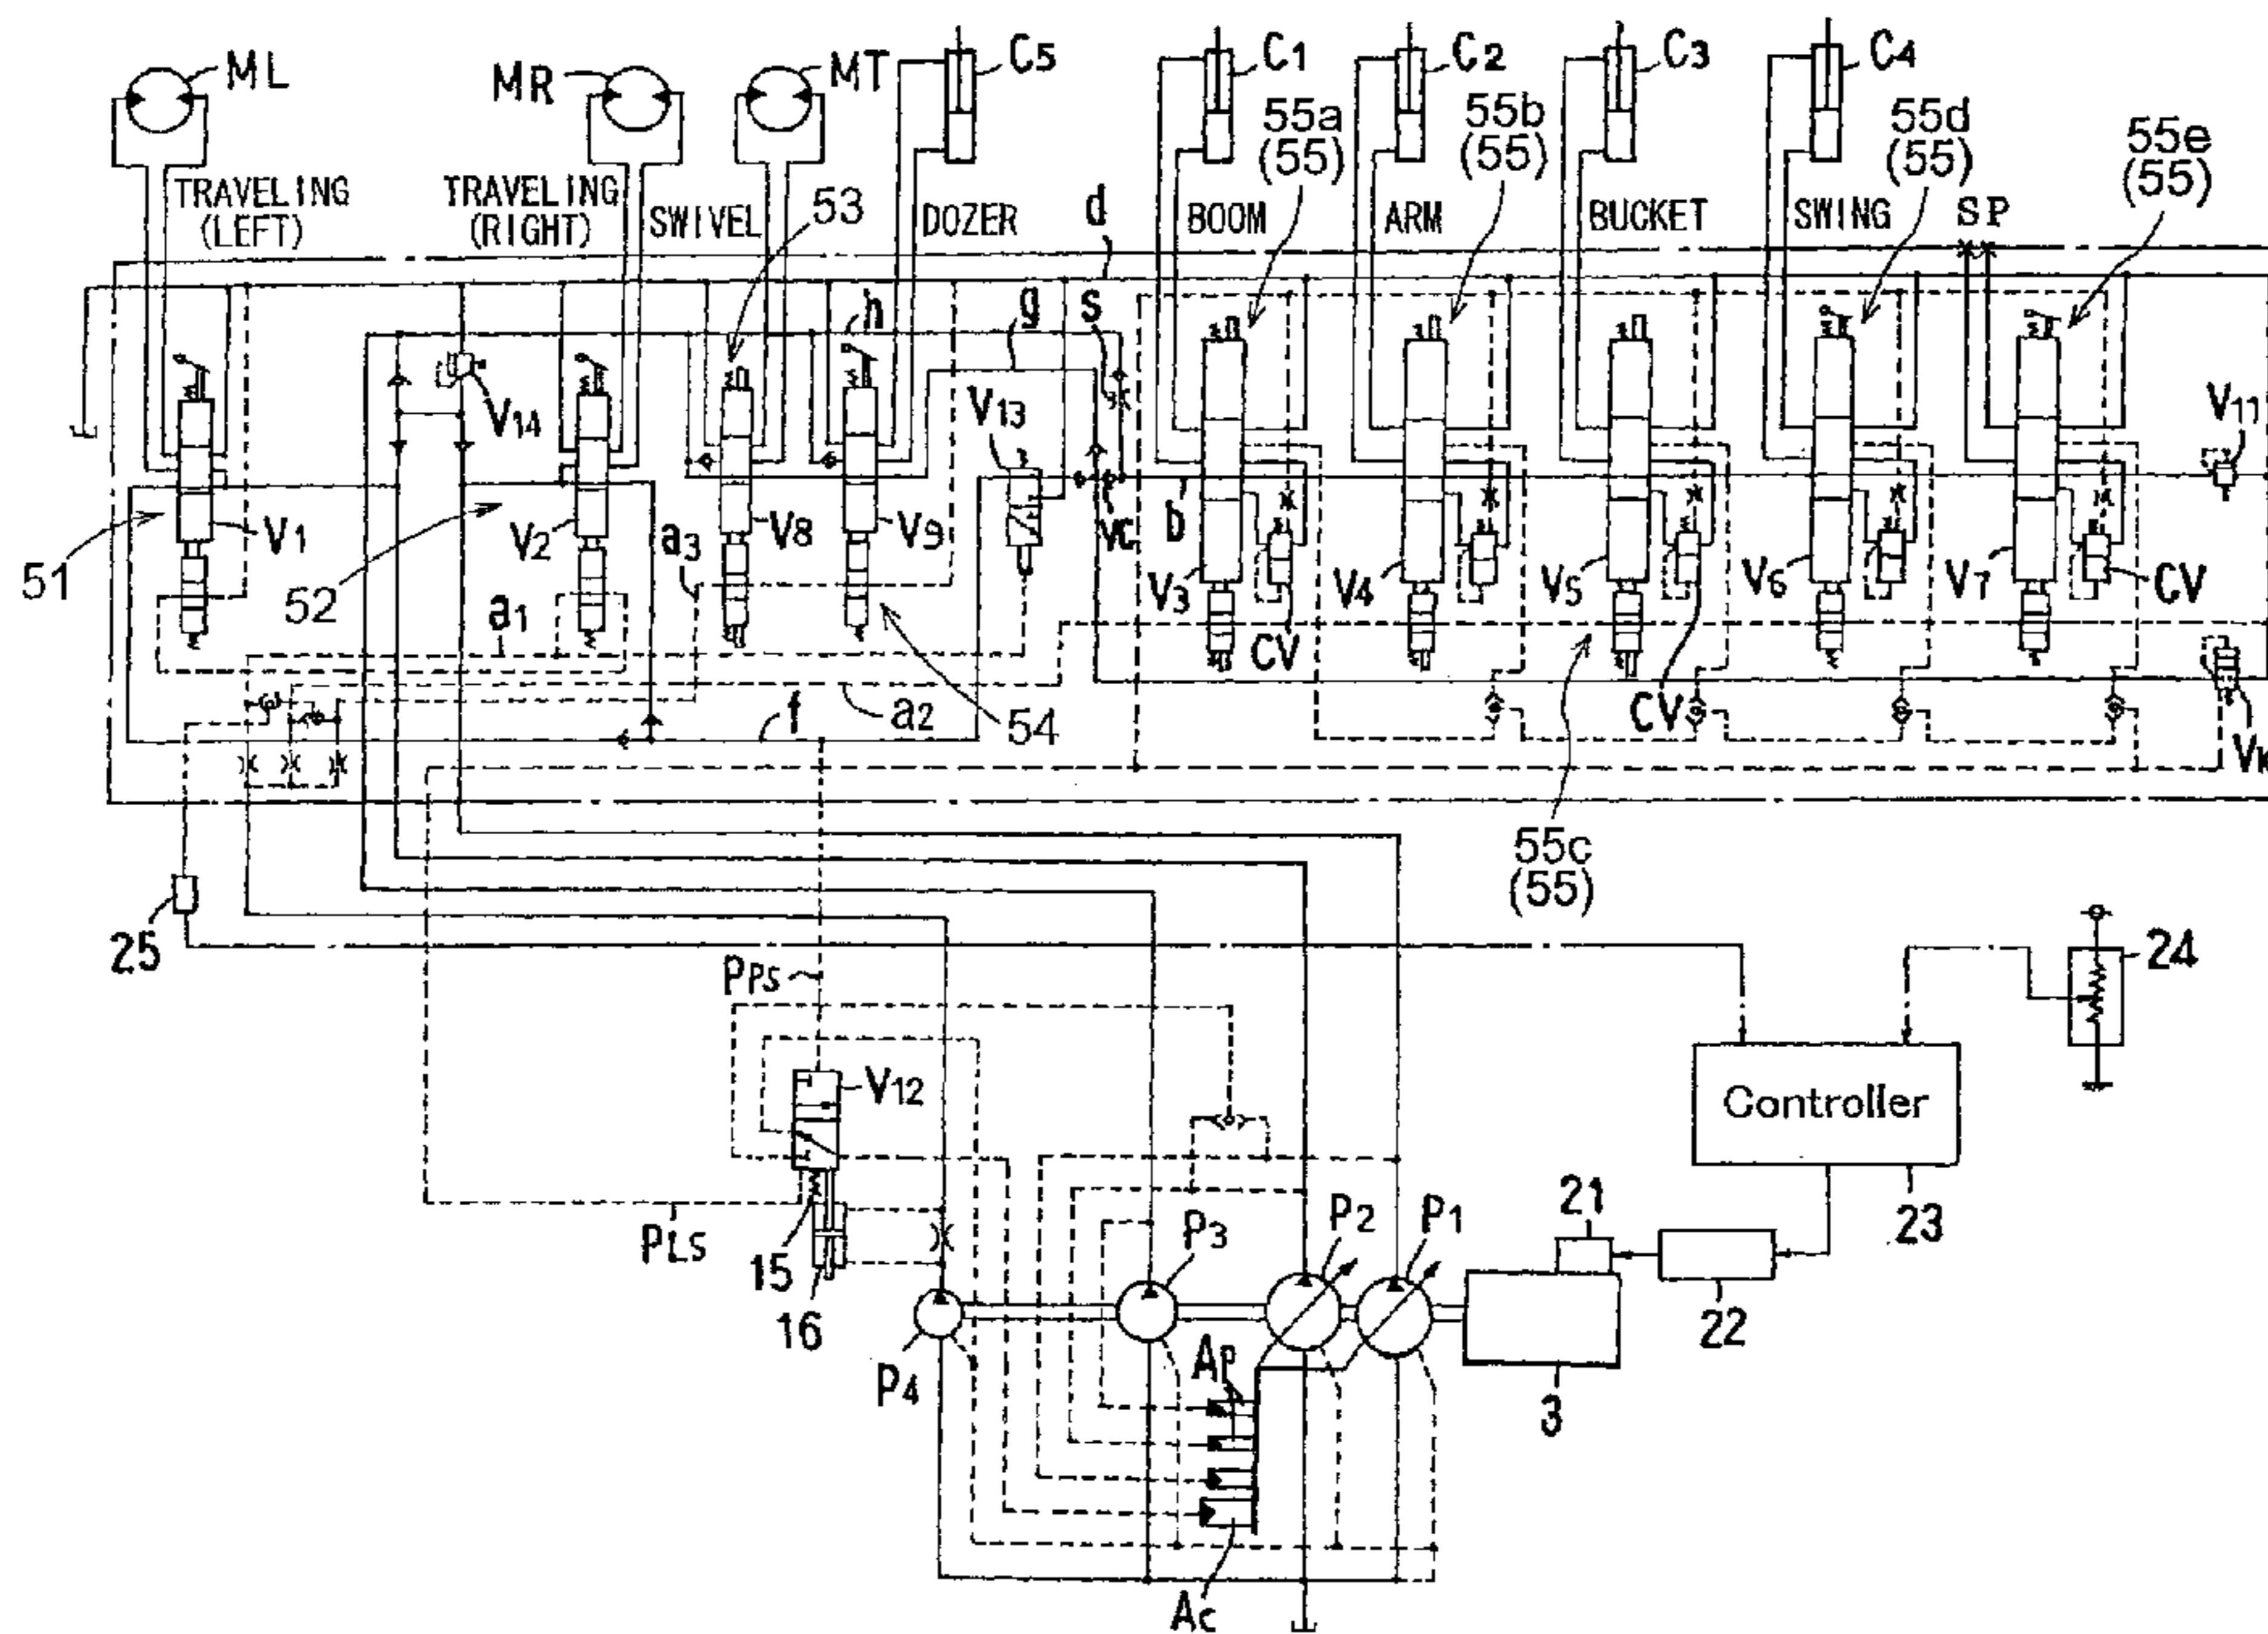 ML
MR
MT
C5
C1
C2
C3
C4
55a
(55)
55b
(55)
55d
(55)
55e
(55)
TRAVELING
(LEFT)
TRAVELING
(RIGHT)
SWIVEL
53
DOZER
d
BOOM
ARM
BUCKET
SWING
SP
h
g
s
V14
V13
V11
51
V1
52
V2
a3
V8
V9
VC
b
V3
V4
V5
V6
V7
CV
a1
CV
CV
a2
f
54
55c
(55)
25
24
PPS
V12
Controller
PLS
15
16
P4
P3
P2
P1
21
22
23
3
AP
Ac